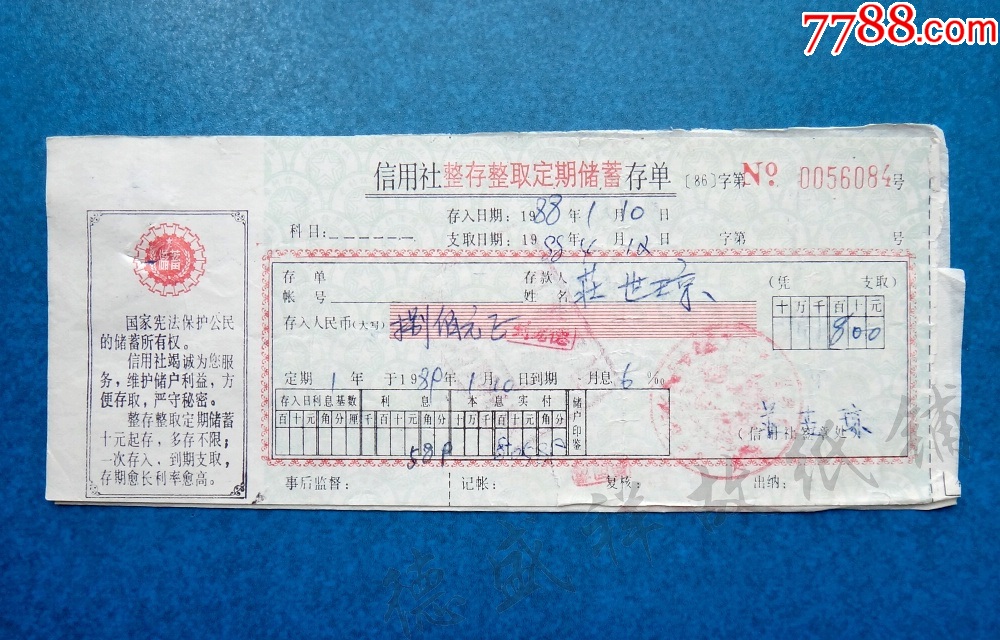 7788.com
信用社整存整取定期储蓄存单 [86]字第 No. 0056084号
科目: 存入日期: 1988年1月10日
支取日期: 1988年4月12日 字第 号
储蓄
国家宪法保护公民
的储蓄所有权。
信用社竭诚为您服
务,维护储户利益,方
便存取,严守秘密。
整存整取定期储蓄
十元起存,多存不限;
一次存入,到期支取,
存期愈长利率愈高。
存单 存款人 (凭 支取)
帐号 姓名 莊世
十万千百十元
存入人民币(大写) 捌佰元正 800
定期1年 于1989年1月10日到期 月息6‰
存入日利息基数 利息 本息实付 储户印鉴
百十元角分厘 千百十元角分 十万千百十元角分
(信用社签章处)
事后监督: 记帐: 复核: 出纳:
德盛祥故纸铺